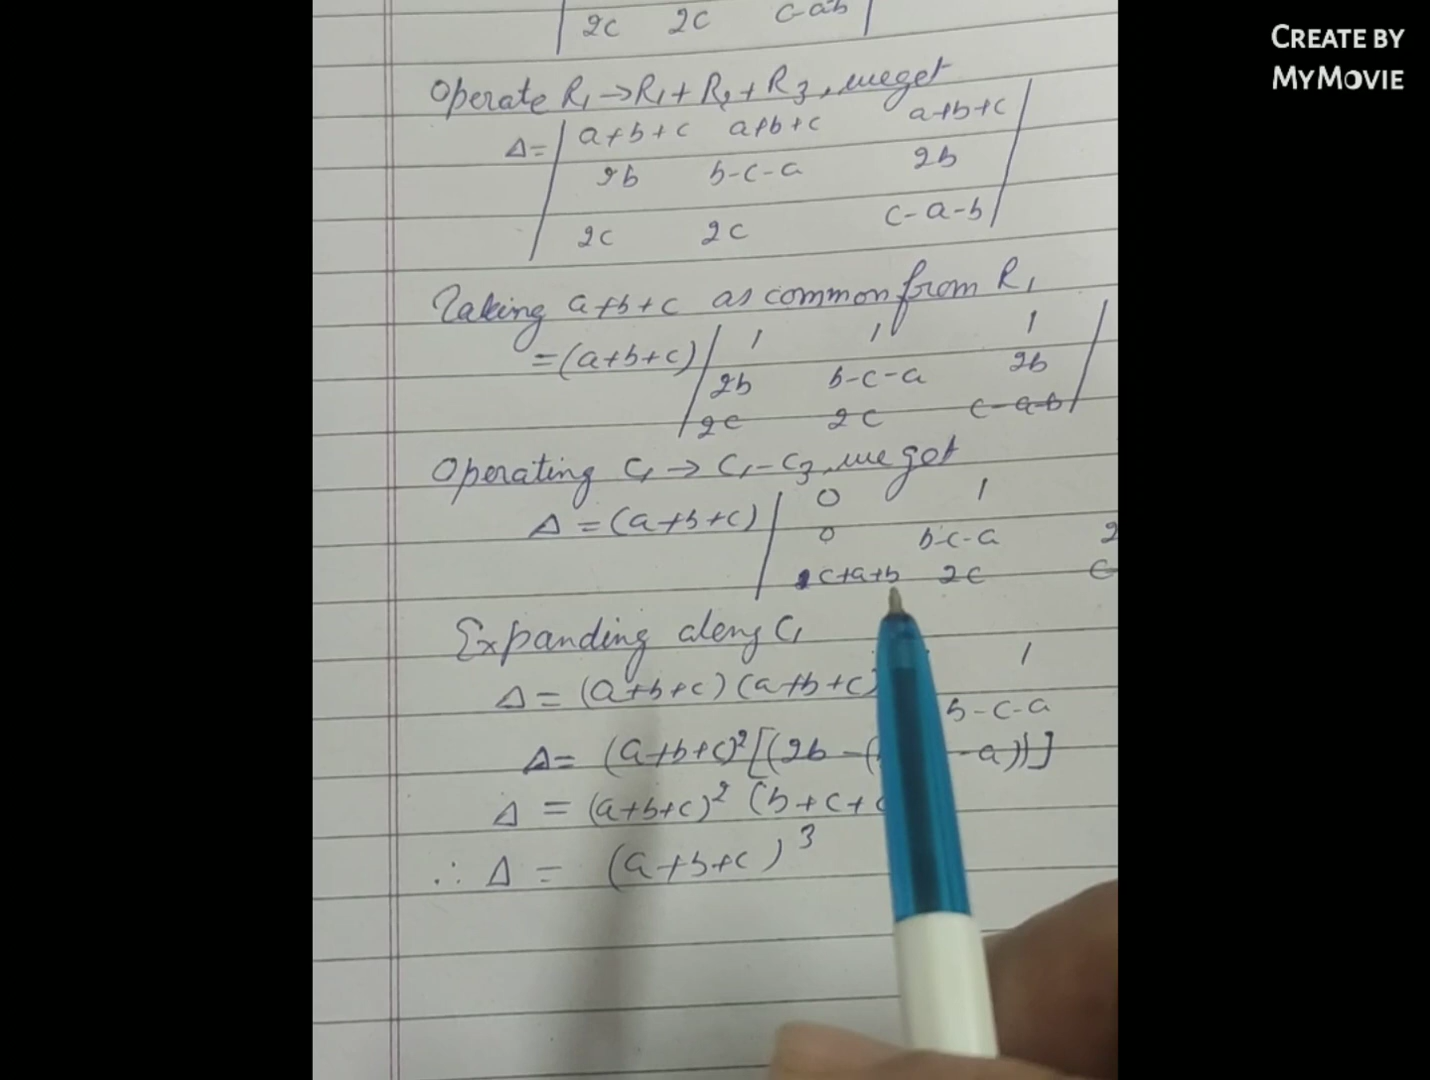 2c 2c c-ab
Operate R1→R1+R2+R3, we get
Δ= | a+b+c a+b+c a+b+c |
2b b-c-a 2b
2c 2c c-a-b
Taking a+b+c as common from R1
=(a+b+c) | 1 1 1 |
2b b-c-a 2b
2c 2c c-a-b
Operating C1→C1-C3, we get
Δ=(a+b+c) | 0 1
0 b-c-a 2
c+a+b 2c c
Expanding along C1
Δ=(a+b+c)(a+b+c) 1
b-c-a
Δ= (a+b+c)²[(2b-( -a))]
Δ = (a+b+c)² (b+c+
∴ Δ = (a+b+c)³
CREATE BY
MYMOVIE